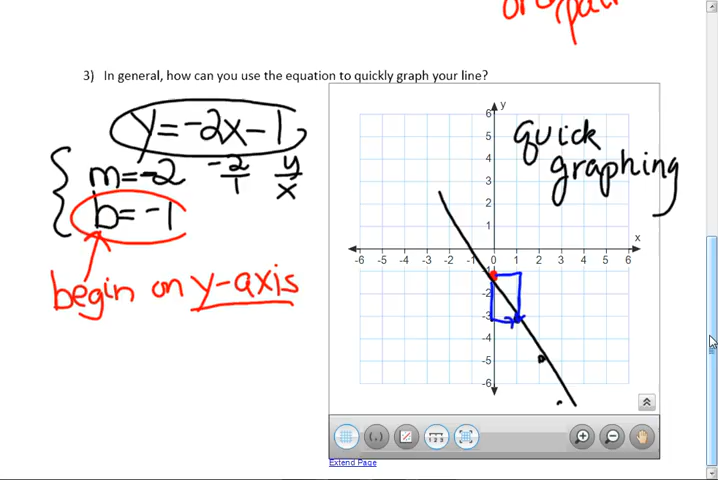 3) In general, how can you use the equation to quickly graph your line?
y=-2x-1
m=-2 -2/1 y/x
b=-1
begin on y-axis
quick
graphing
y
6
5
4
3
2
1
x
-6 -5 -4 -3 -2 -1 0 1 2 3 4 5 6
-2
-3
-4
-5
-6
(,)
1 2 3
Extend Page